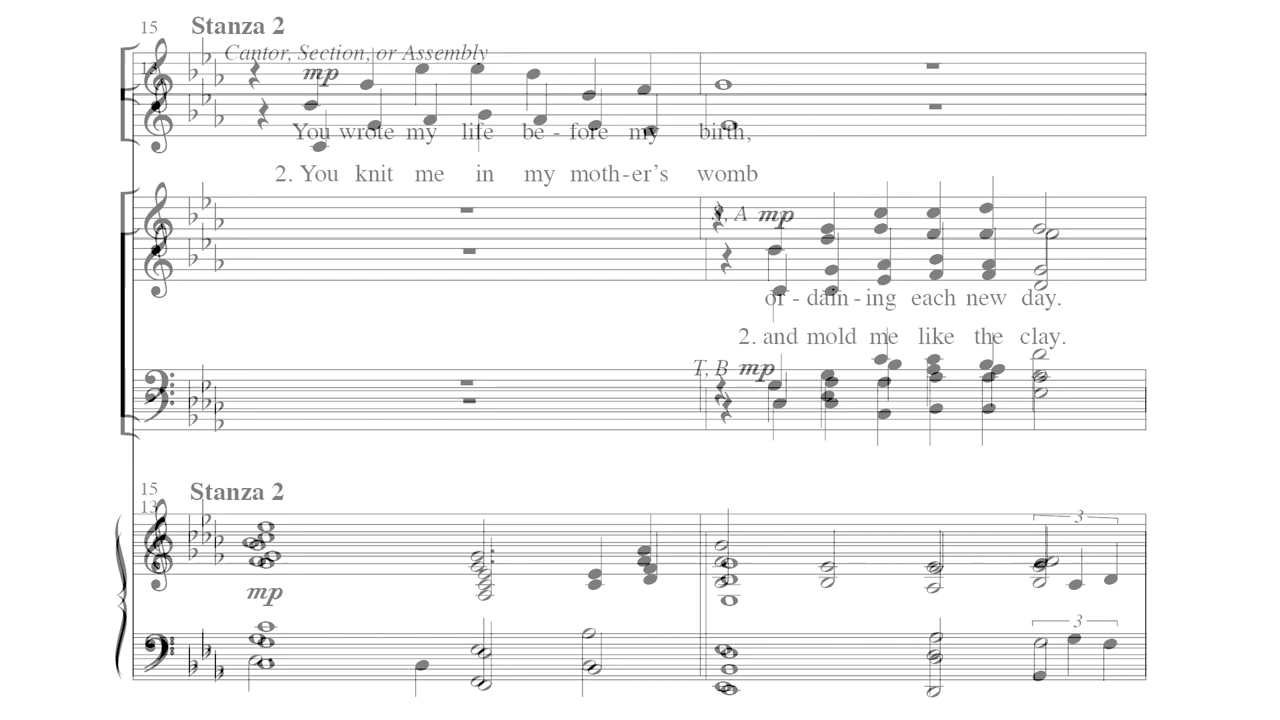 15 Stanza 2
Cantor, Section, or Assembly
13
mp
You wrote my life be - fore my birth,
2. You knit me in my moth-er's womb
S, A mp
or - dain - ing each new day.
2. and mold me like the clay.
T, B mp
15 Stanza 2
13
3
mp
3